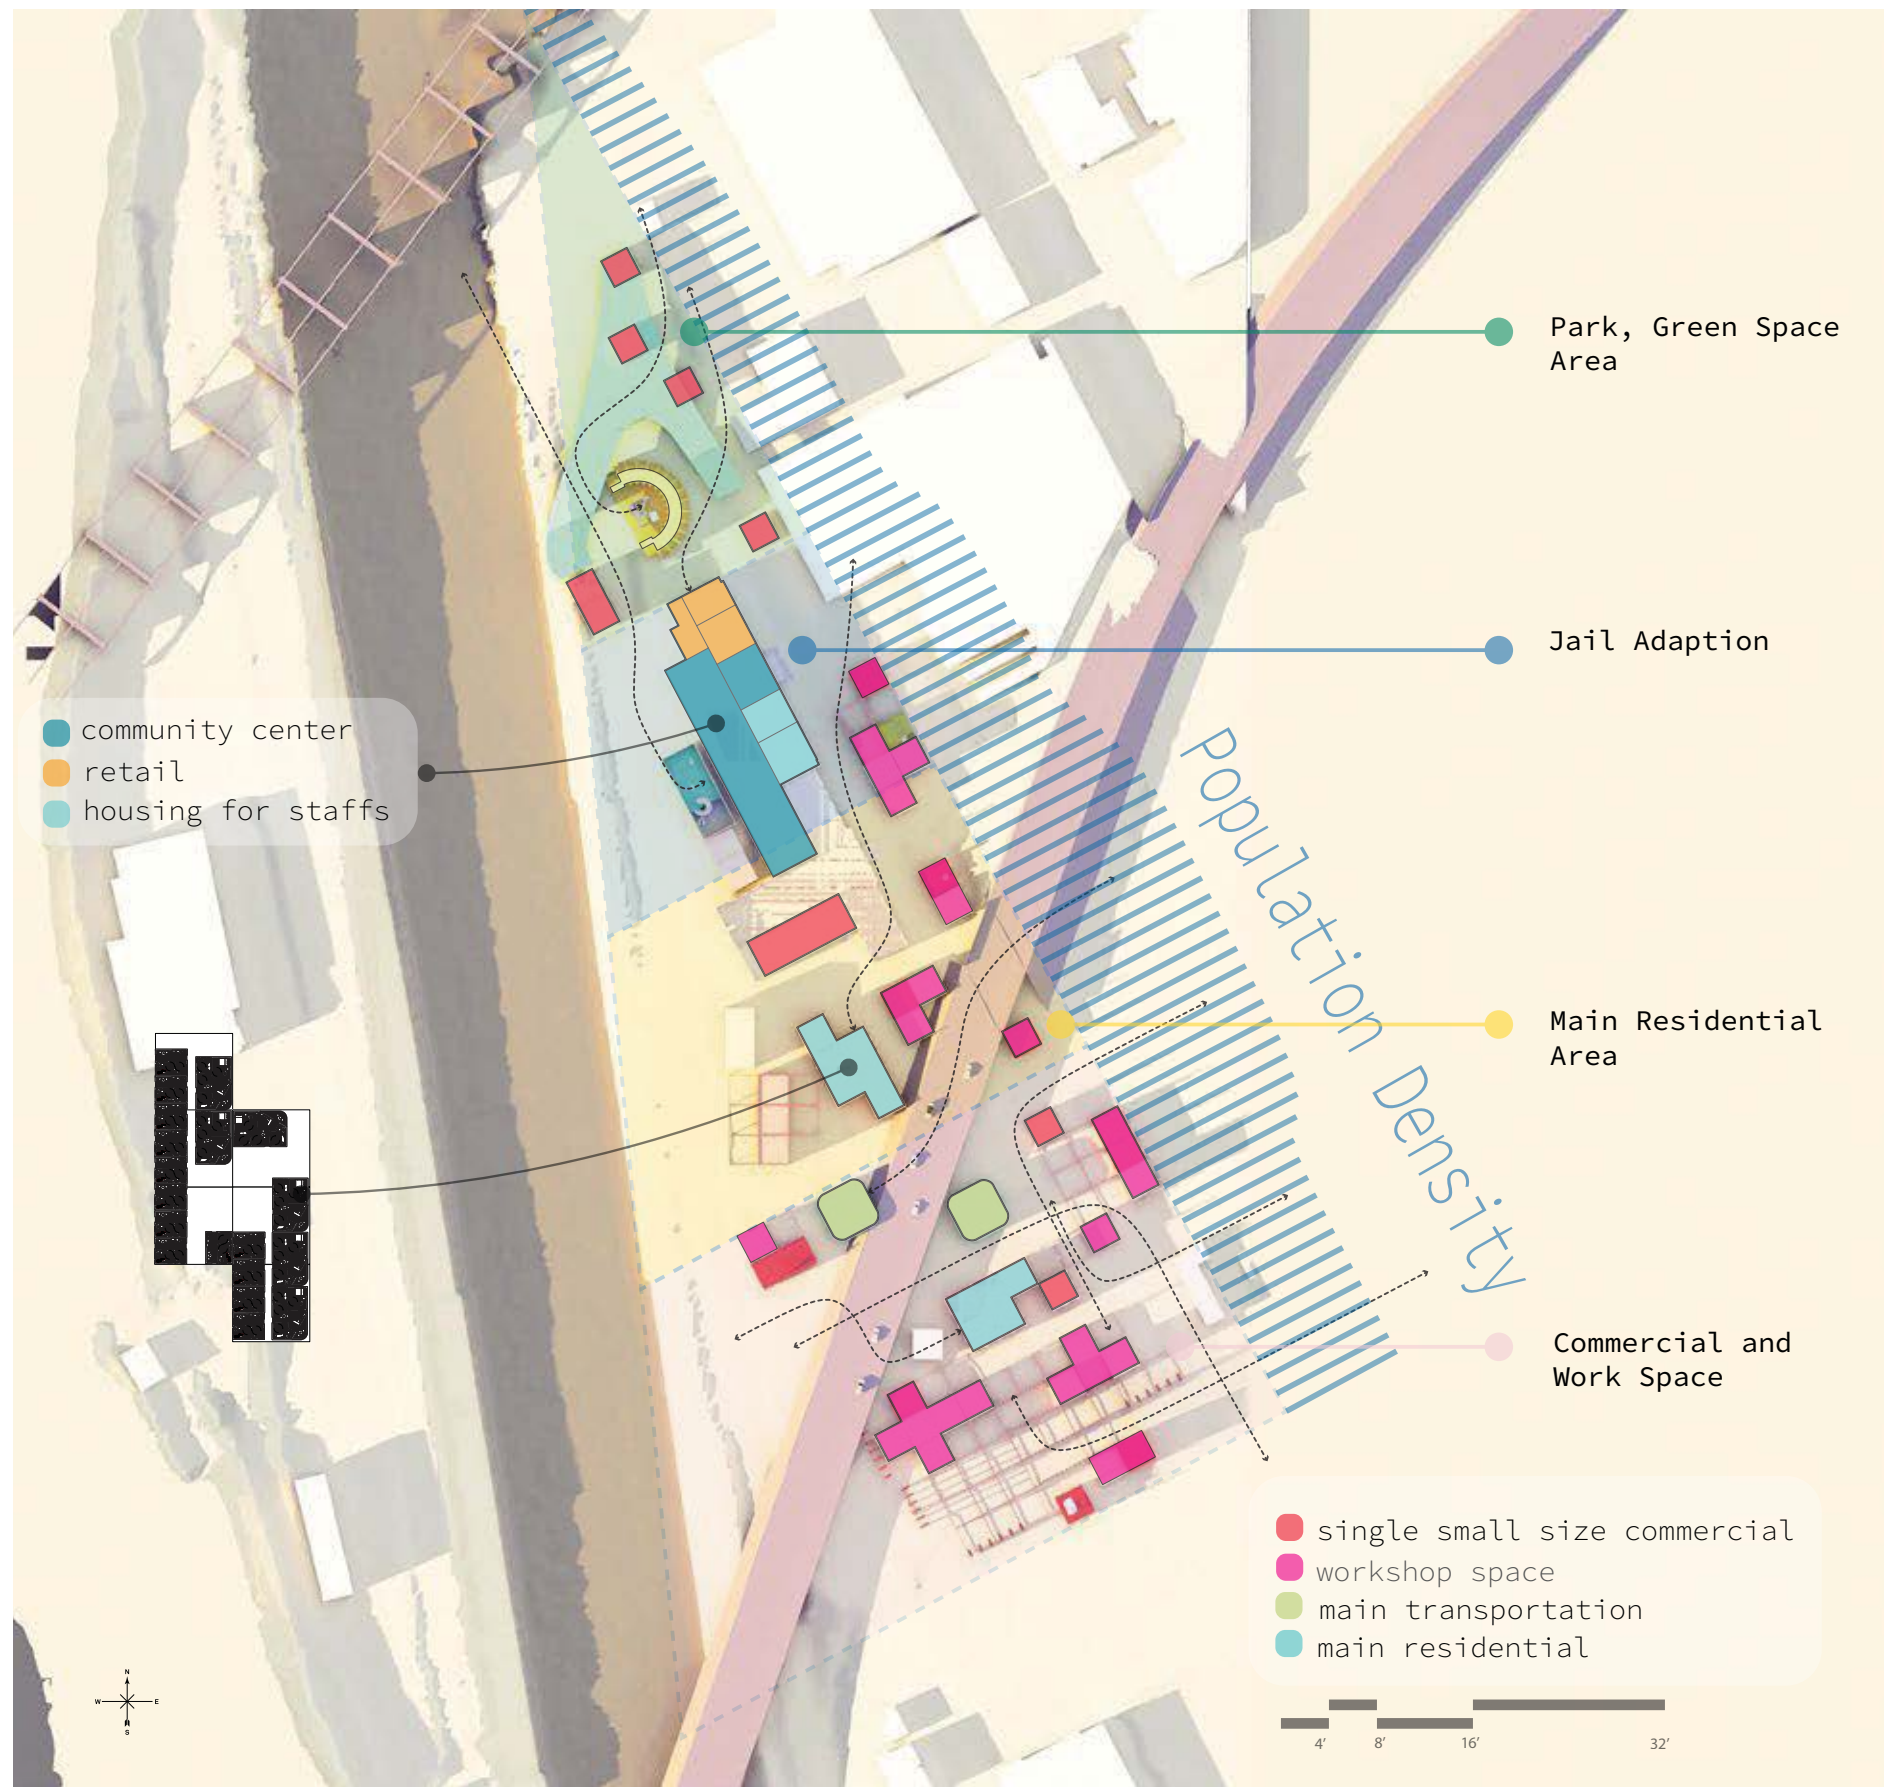 Park, Green Space
Area
Jail Adaption
community center
retail
housing for staffs
Population Density
Main Residential
Area
Commercial and
Work Space
single small size commercial
workshop space
main transportation
main residential
N
W
E
S
4'
8'
16'
32'